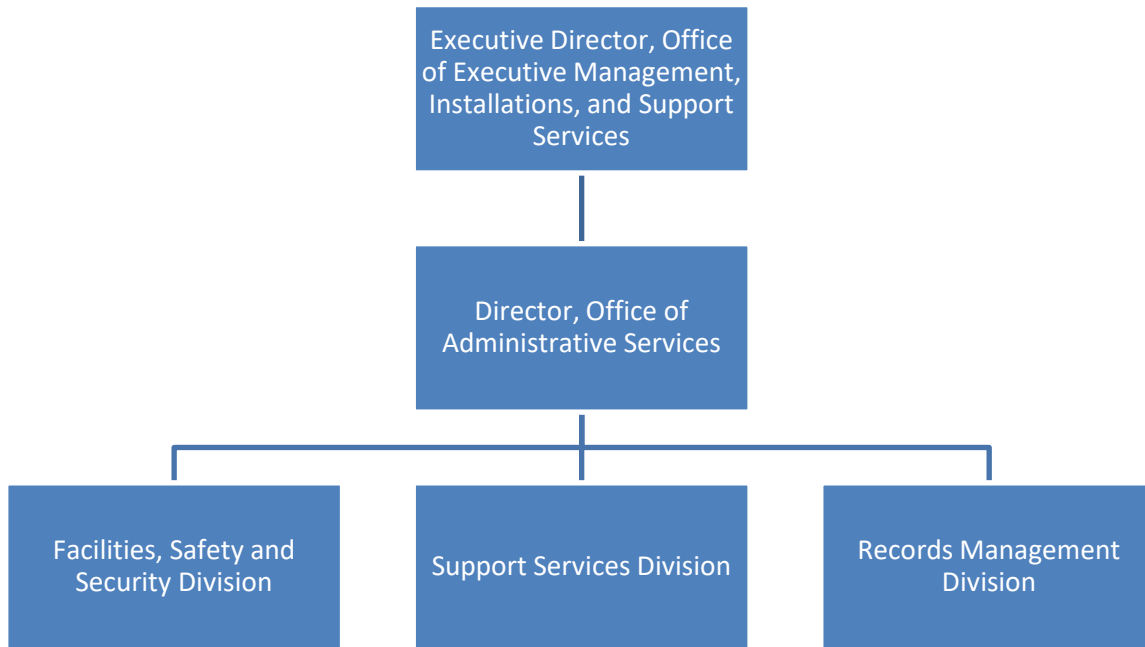 Executive Director, Office
of Executive Management,
Installations, and Support
Services
Director, Office of
Administrative Services
Facilities, Safety and
Security Division
Support Services Division
Records Management
Division